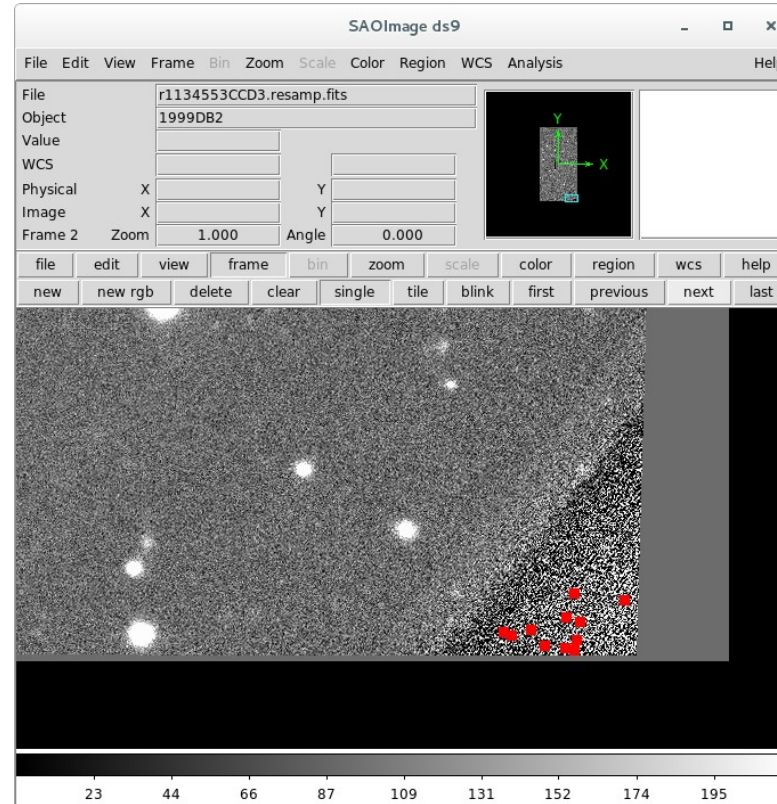 SAOImage ds9
File Edit View Frame Bin Zoom Scale Color Region WCS Analysis Help
File r1134553CCD3.resamp.fits
Object 1999DB2
Value
WCS
Physical X Y
Image X Y
Frame 2 Zoom 1.000 Angle 0.000
Y
X
file edit view frame bin zoom scale color region wcs help
new new rgb delete clear single tile blink first previous next last
23 44 66 87 109 131 152 174 195